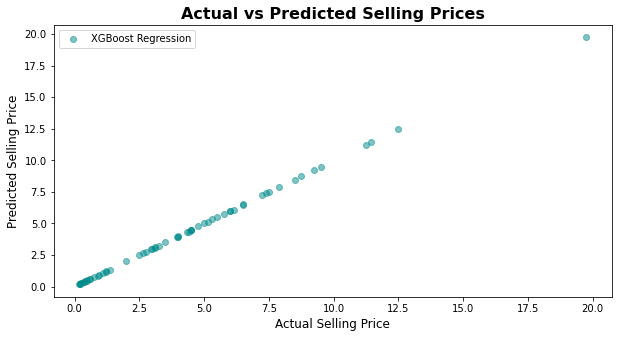 Actual vs Predicted Selling Prices
XGBoost Regression
20.0
17.5
15.0
12.5
10.0
7.5
5.0
2.5
0.0
Predicted Selling Price
0.0 2.5 5.0 7.5 10.0 12.5 15.0 17.5 20.0
Actual Selling Price